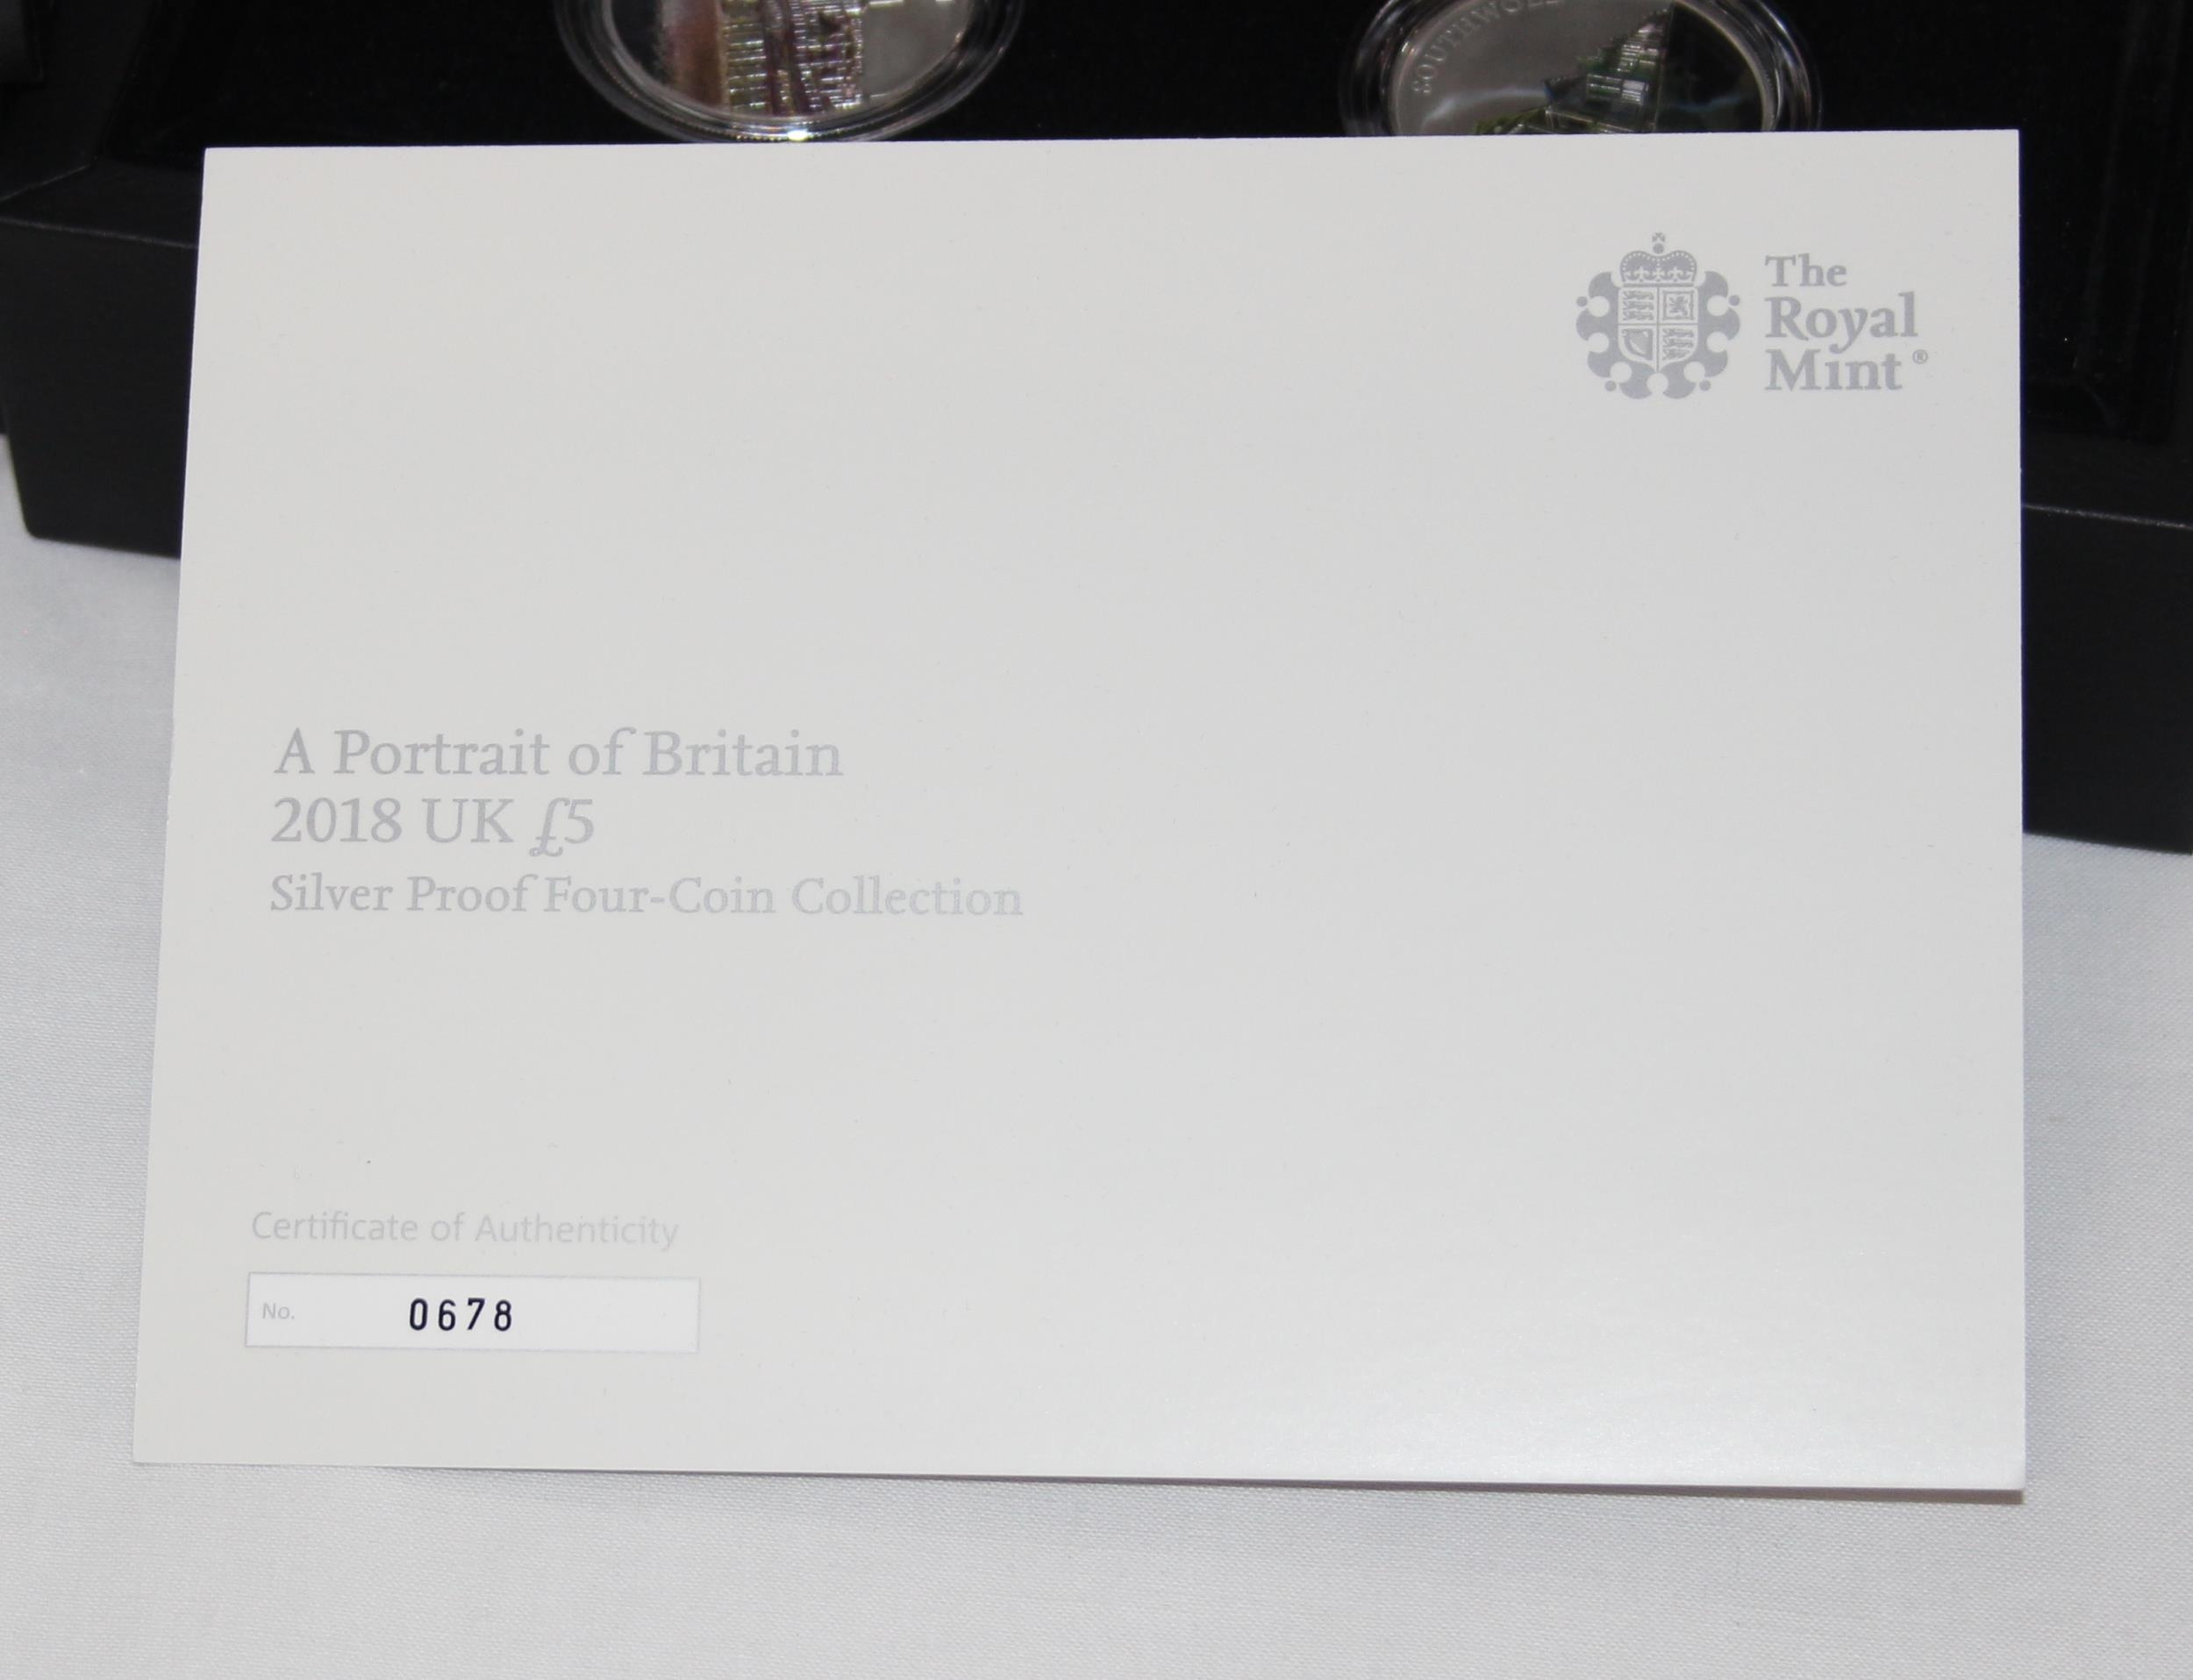 SOUTHWOLD
The
Royal
Mint®
A Portrait of Britain
2018 UK £5
Silver Proof Four-Coin Collection
Certificate of Authenticity
No. 0678